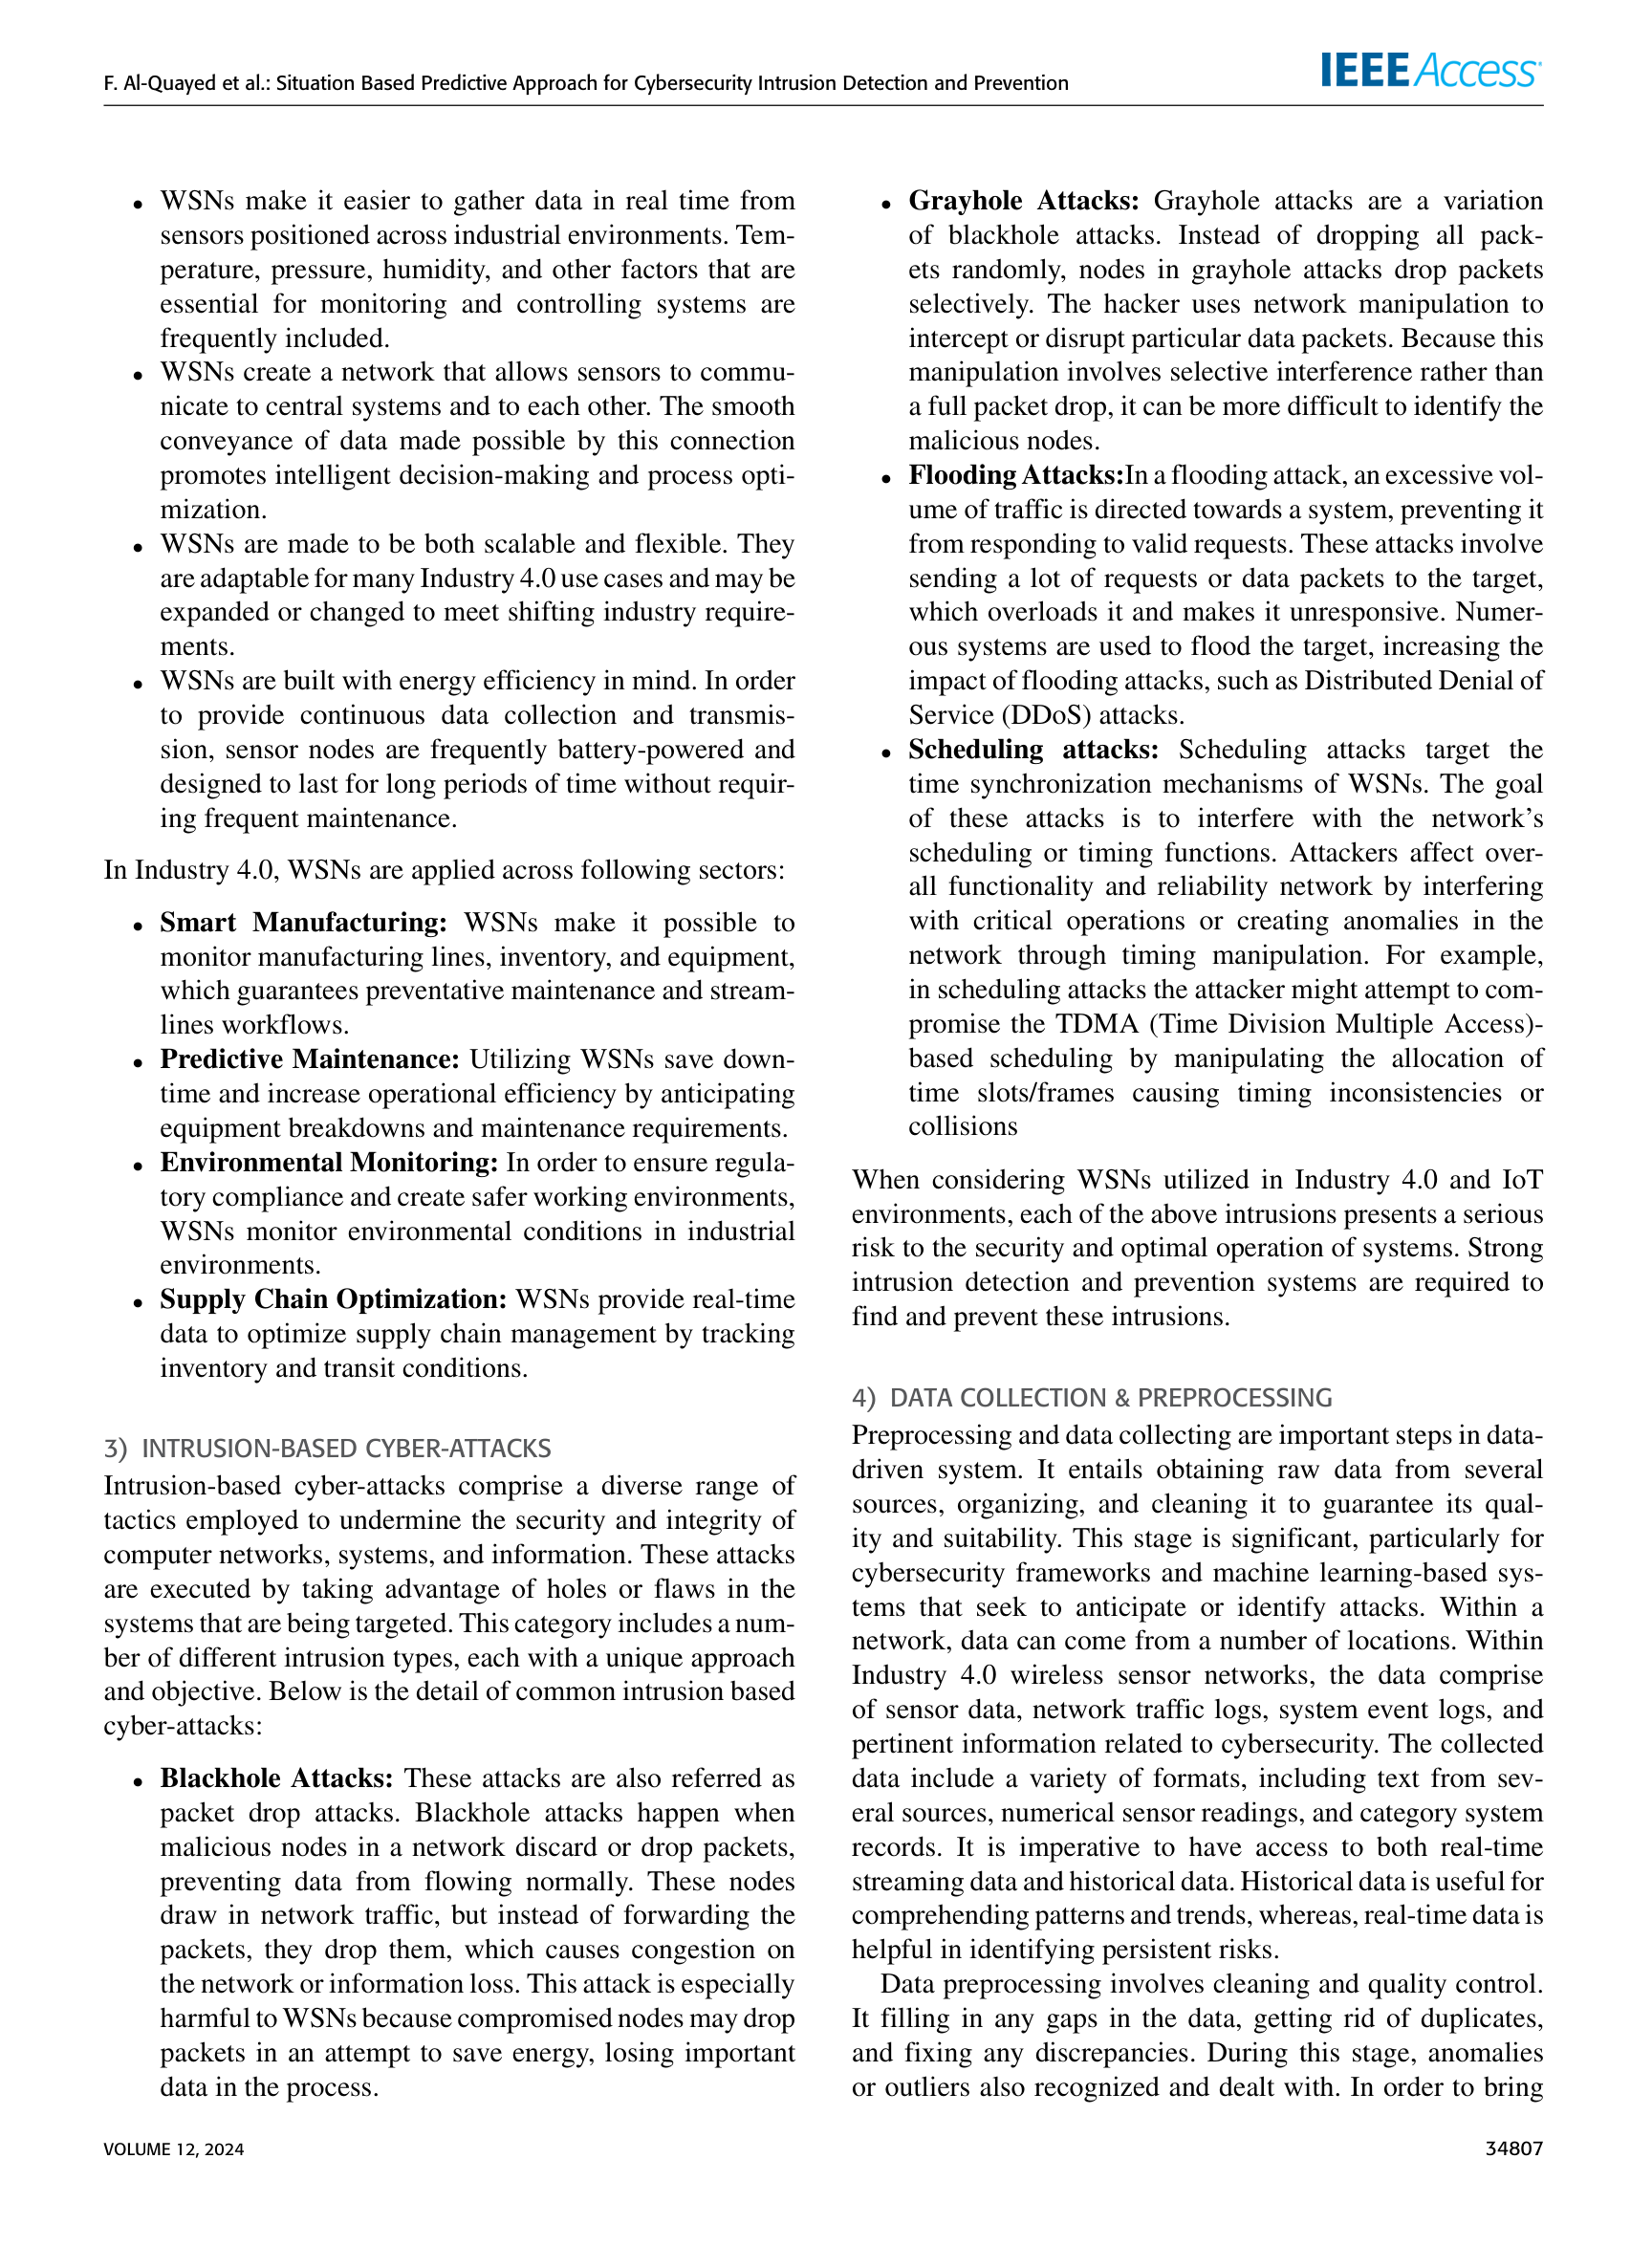 F. Al-Quayed et al.: Situation Based Predictive Approach for Cybersecurity Intrusion Detection and Prevention
IEEE Access
• WSNs make it easier to gather data in real time from
sensors positioned across industrial environments. Tem-
perature, pressure, humidity, and other factors that are
essential for monitoring and controlling systems are
frequently included.
• WSNs create a network that allows sensors to commu-
nicate to central systems and to each other. The smooth
conveyance of data made possible by this connection
promotes intelligent decision-making and process opti-
mization.
• WSNs are made to be both scalable and flexible. They
are adaptable for many Industry 4.0 use cases and may be
expanded or changed to meet shifting industry require-
ments.
• WSNs are built with energy efficiency in mind. In order
to provide continuous data collection and transmis-
sion, sensor nodes are frequently battery-powered and
designed to last for long periods of time without requir-
ing frequent maintenance.
In Industry 4.0, WSNs are applied across following sectors:
• Smart Manufacturing: WSNs make it possible to
monitor manufacturing lines, inventory, and equipment,
which guarantees preventative maintenance and stream-
lines workflows.
• Predictive Maintenance: Utilizing WSNs save down-
time and increase operational efficiency by anticipating
equipment breakdowns and maintenance requirements.
• Environmental Monitoring: In order to ensure regula-
tory compliance and create safer working environments,
WSNs monitor environmental conditions in industrial
environments.
• Supply Chain Optimization: WSNs provide real-time
data to optimize supply chain management by tracking
inventory and transit conditions.
3) INTRUSION-BASED CYBER-ATTACKS
Intrusion-based cyber-attacks comprise a diverse range of
tactics employed to undermine the security and integrity of
computer networks, systems, and information. These attacks
are executed by taking advantage of holes or flaws in the
systems that are being targeted. This category includes a num-
ber of different intrusion types, each with a unique approach
and objective. Below is the detail of common intrusion based
cyber-attacks:
• Blackhole Attacks: These attacks are also referred as
packet drop attacks. Blackhole attacks happen when
malicious nodes in a network discard or drop packets,
preventing data from flowing normally. These nodes
draw in network traffic, but instead of forwarding the
packets, they drop them, which causes congestion on
the network or information loss. This attack is especially
harmful to WSNs because compromised nodes may drop
packets in an attempt to save energy, losing important
data in the process.
• Grayhole Attacks: Grayhole attacks are a variation
of blackhole attacks. Instead of dropping all pack-
ets randomly, nodes in grayhole attacks drop packets
selectively. The hacker uses network manipulation to
intercept or disrupt particular data packets. Because this
manipulation involves selective interference rather than
a full packet drop, it can be more difficult to identify the
malicious nodes.
• Flooding Attacks:In a flooding attack, an excessive vol-
ume of traffic is directed towards a system, preventing it
from responding to valid requests. These attacks involve
sending a lot of requests or data packets to the target,
which overloads it and makes it unresponsive. Numer-
ous systems are used to flood the target, increasing the
impact of flooding attacks, such as Distributed Denial of
Service (DDoS) attacks.
• Scheduling attacks: Scheduling attacks target the
time synchronization mechanisms of WSNs. The goal
of these attacks is to interfere with the network's
scheduling or timing functions. Attackers affect over-
all functionality and reliability network by interfering
with critical operations or creating anomalies in the
network through timing manipulation. For example,
in scheduling attacks the attacker might attempt to com-
promise the TDMA (Time Division Multiple Access)-
based scheduling by manipulating the allocation of
time slots/frames causing timing inconsistencies or
collisions
When considering WSNs utilized in Industry 4.0 and IoT
environments, each of the above intrusions presents a serious
risk to the security and optimal operation of systems. Strong
intrusion detection and prevention systems are required to
find and prevent these intrusions.
4) DATA COLLECTION & PREPROCESSING
Preprocessing and data collecting are important steps in data-
driven system. It entails obtaining raw data from several
sources, organizing, and cleaning it to guarantee its qual-
ity and suitability. This stage is significant, particularly for
cybersecurity frameworks and machine learning-based sys-
tems that seek to anticipate or identify attacks. Within a
network, data can come from a number of locations. Within
Industry 4.0 wireless sensor networks, the data comprise
of sensor data, network traffic logs, system event logs, and
pertinent information related to cybersecurity. The collected
data include a variety of formats, including text from sev-
eral sources, numerical sensor readings, and category system
records. It is imperative to have access to both real-time
streaming data and historical data. Historical data is useful for
comprehending patterns and trends, whereas, real-time data is
helpful in identifying persistent risks.
Data preprocessing involves cleaning and quality control.
It filling in any gaps in the data, getting rid of duplicates,
and fixing any discrepancies. During this stage, anomalies
or outliers also recognized and dealt with. In order to bring
VOLUME 12, 2024
34807